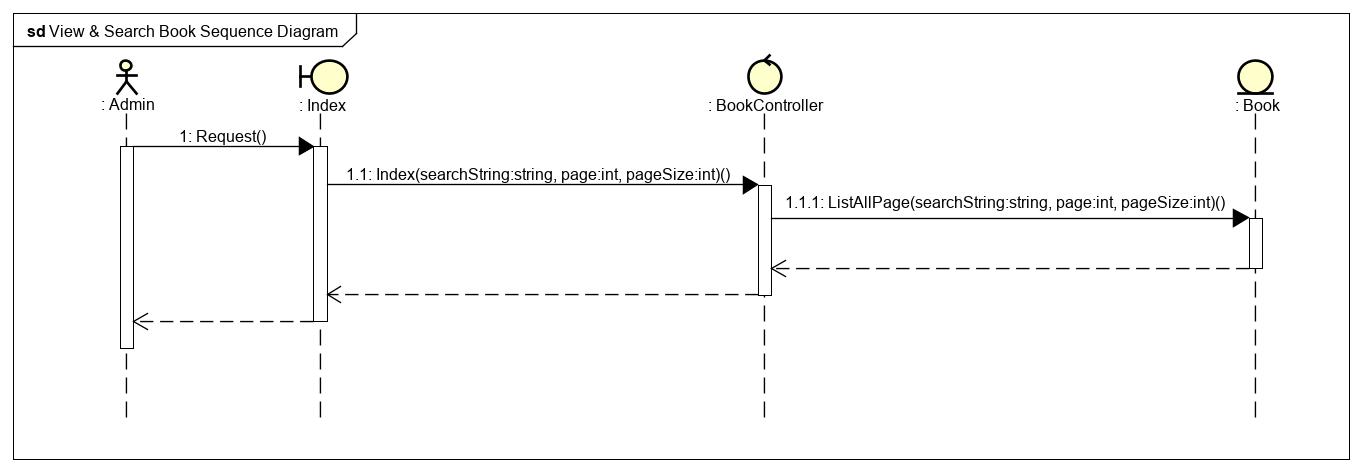 sd View & Search Book Sequence Diagram
: Admin
: Index
: BookController
: Book
1: Request()
1.1: Index(searchString:string, page:int, pageSize:int)()
1.1.1: ListAllPage(searchString:string, page:int, pageSize:int)()